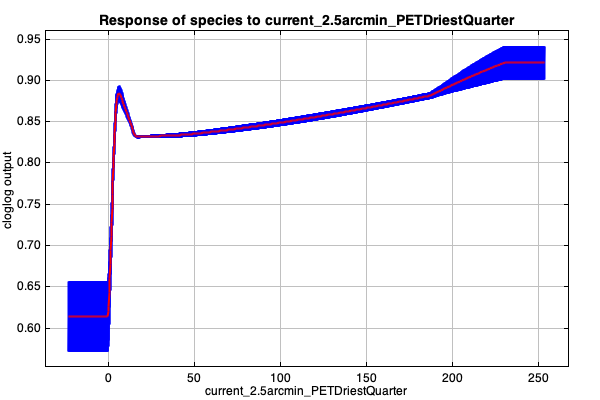 Response of species to current_2.5arcmin_PETDriestQuarter
0.95
0.90
0.85
0.80
0.75
0.70
0.65
0.60
cloglog output
0 50 100 150 200 250
current_2.5arcmin_PETDriestQuarter